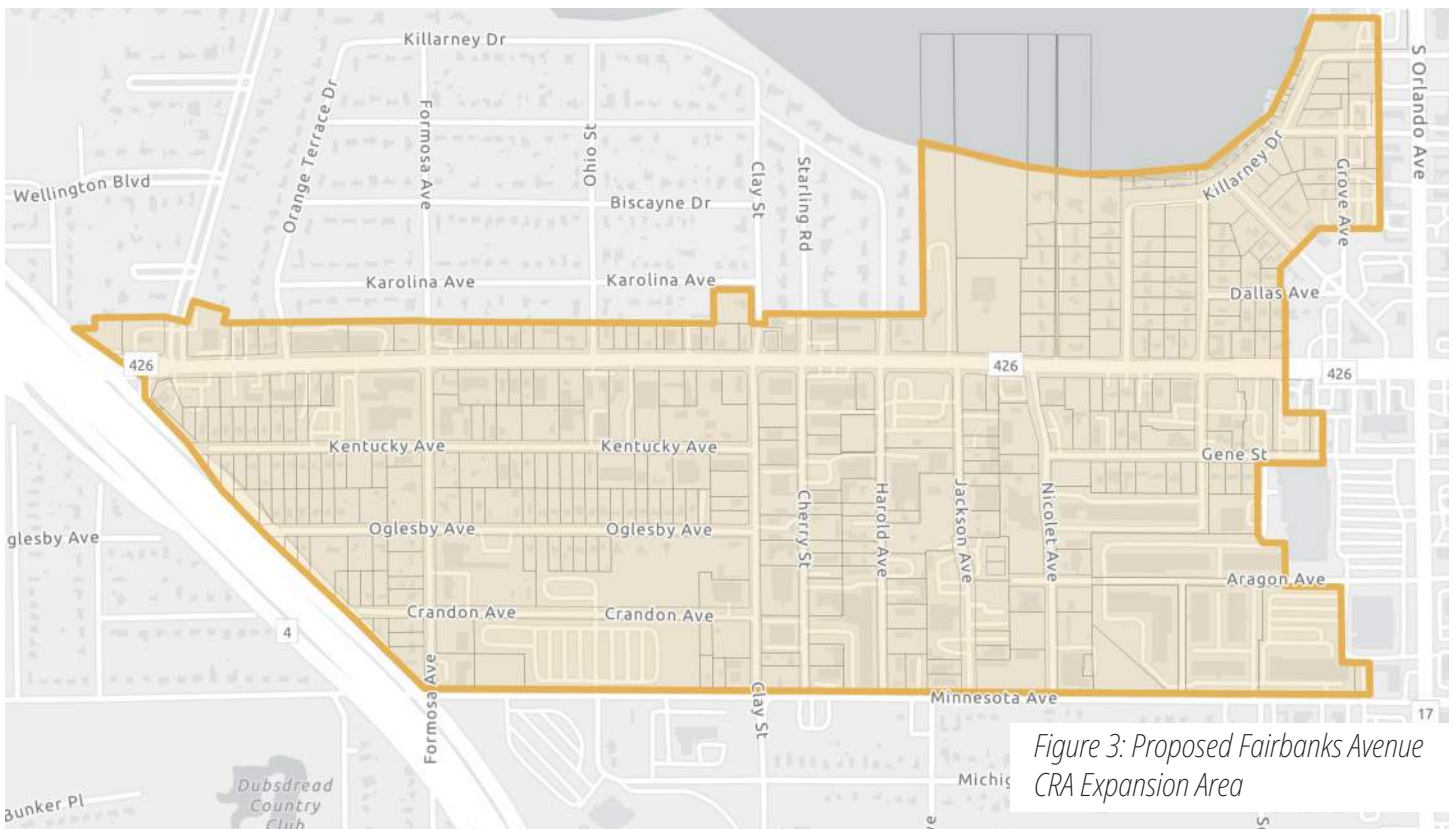 Killarney Dr
S Orlando Ave
Orange Terrace Dr
Formosa Ave
Ohio St
Clay St
Starling Rd
Killarney Dr
Grove Ave
Wellington Blvd
Biscayne Dr
Karolina Ave
Karolina Ave
Dallas Ave
426
426
426
Kentucky Ave
Kentucky Ave
Gene St
Cherry St
Harold Ave
Jackson Ave
Nicolet Ave
glesby Ave
Oglesby Ave
Oglesby Ave
Aragon Ave
Crandon Ave
Crandon Ave
4
Formosa Ave
Clay St
Minnesota Ave
17
Figure 3: Proposed Fairbanks Avenue
CRA Expansion Area
Michig
Dubsdread
Country
Club
Bunker Pl